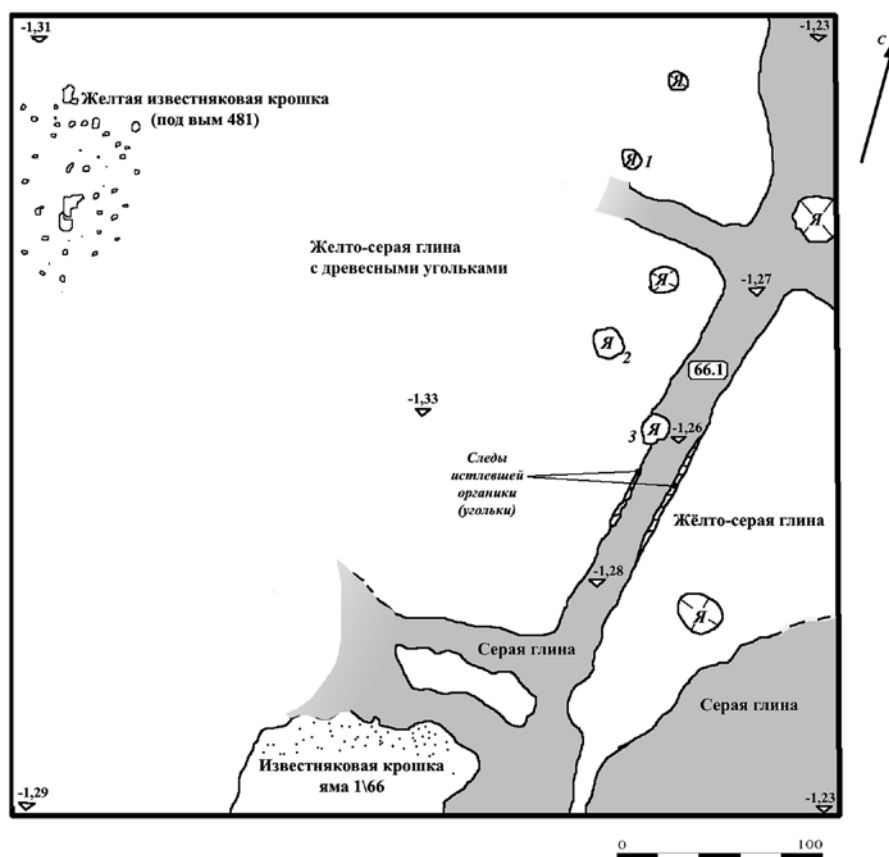 -1,31
-1,23
С
Желтая известняковая крошка
(под вым 481)
Я
Я 1
Я
Желто-серая глина
с древесными угольками
Я
-1,27
Я 2
66.1
-1,33
Я 3
-1,26
Следы
истлевшей
органики
(угольки)
Жёлто-серая глина
-1,28
Я
Серая глина
Серая глина
Известняковая крошка
яма 1\66
-1,29
-1,23
0 100